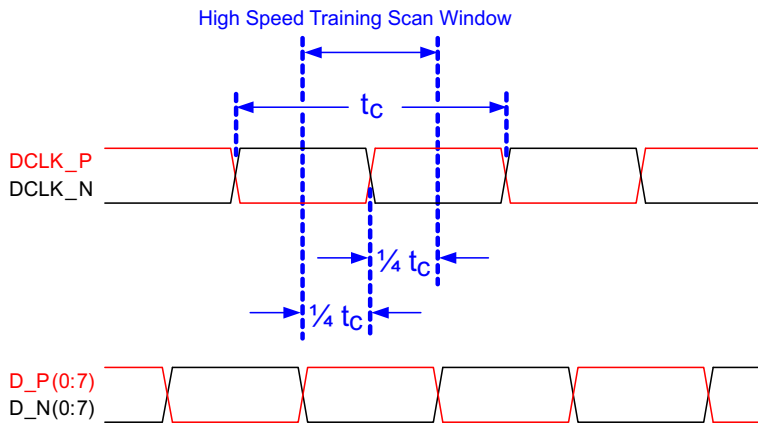 High Speed Training Scan Window
tC
DCLK_P
DCLK_N
¼ tC
¼ tC
D_P(0:7)
D_N(0:7)